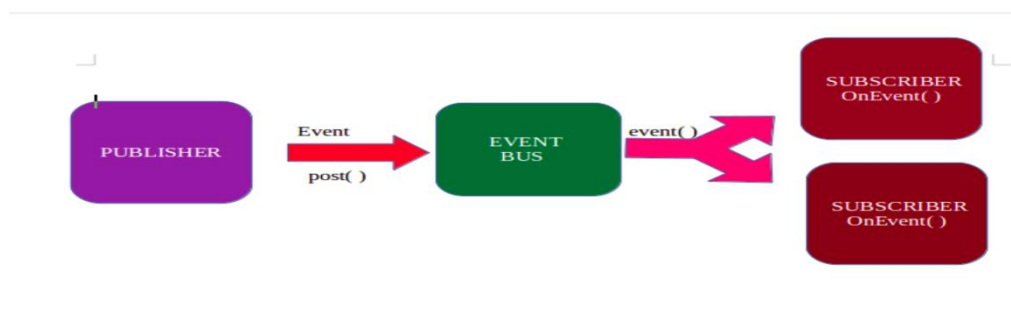 PUBLISHER
Event
post( )
EVENT
BUS
event( )
SUBSCRIBER
OnEvent( )
SUBSCRIBER
OnEvent( )